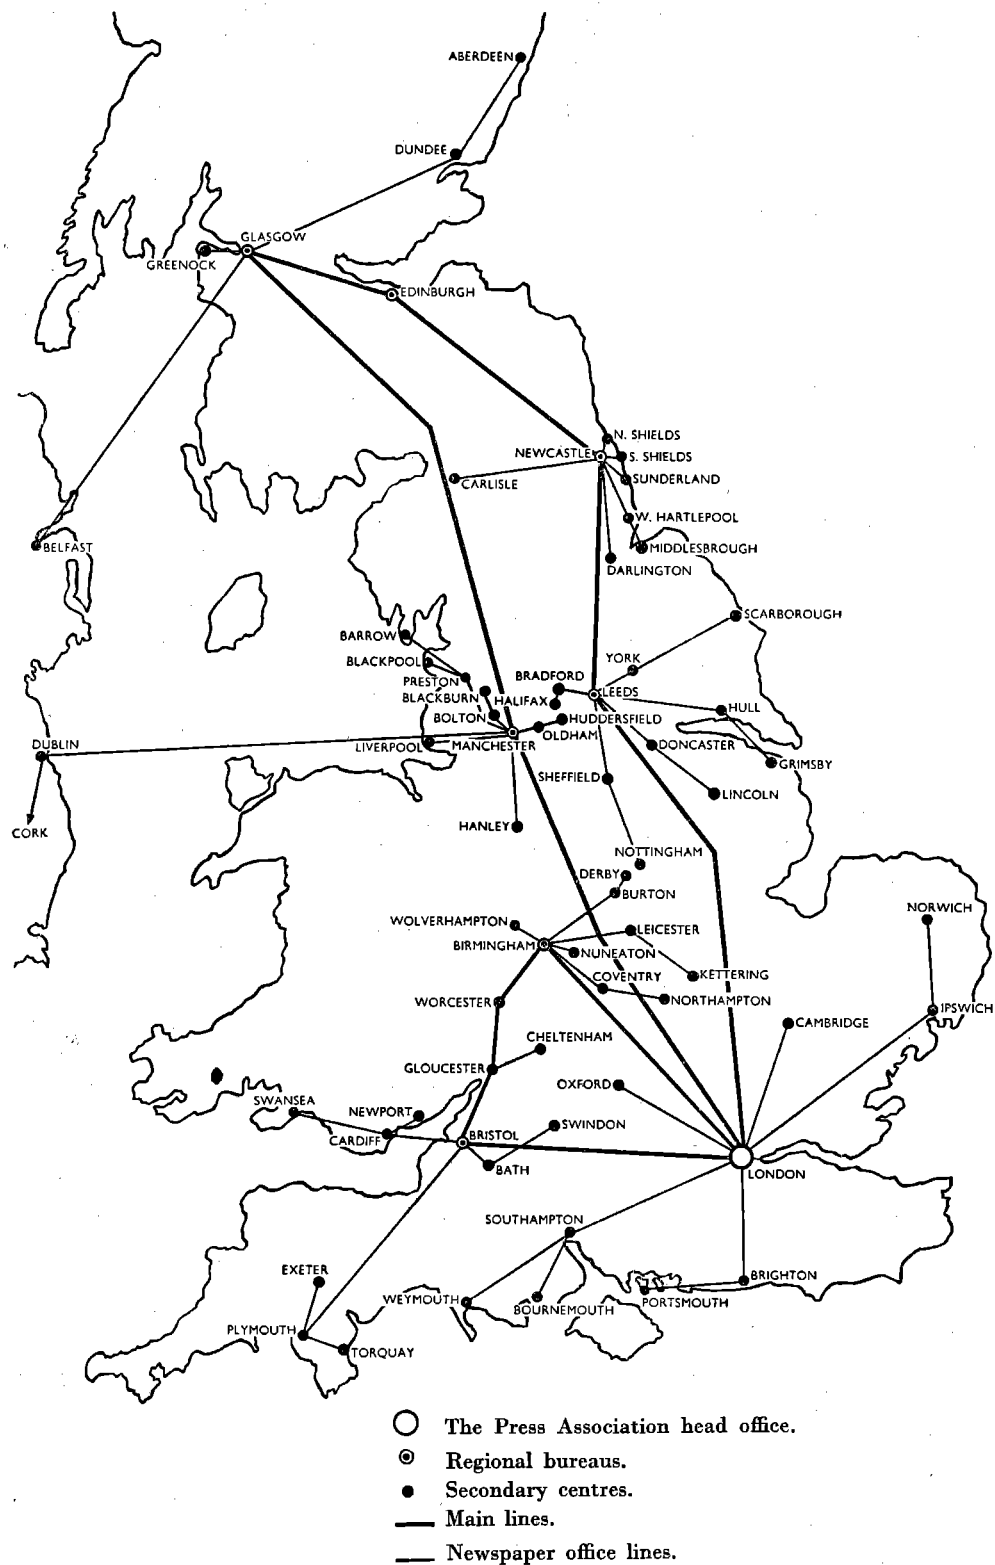 ABERDEEN
DUNDEE
GLASGOW
GREENOCK
EDINBURGH
N. SHIELDS
NEWCASTLE
S. SHIELDS
CARLISLE
SUNDERLAND
W. HARTLEPOOL
BELFAST
MIDDLESBROUGH
DARLINGTON
SCARBOROUGH
BARROW
BLACKPOOL
YORK
PRESTON
BRADFORD
BLACKBURN
LEEDS
HALIFAX
HULL
BOLTON
HUDDERSFIELD
OLDHAM
DUBLIN
LIVERPOOL
MANCHESTER
DONCASTER
GRIMSBY
SHEFFIELD
LINCOLN
CORK
HANLEY
NOTTINGHAM
DERBY
BURTON
NORWICH
WOLVERHAMPTON
LEICESTER
BIRMINGHAM
NUNEATON
COVENTRY
KETTERING
WORCESTER
NORTHAMPTON
IPSWICH
CAMBRIDGE
CHELTENHAM
GLOUCESTER
OXFORD
SWANSEA
NEWPORT
SWINDON
CARDIFF
BRISTOL
BATH
LONDON
SOUTHAMPTON
EXETER
BRIGHTON
WEYMOUTH
BOURNEMOUTH
PORTSMOUTH
PLYMOUTH
TORQUAY
The Press Association head office.
Regional bureaus.
Secondary centres.
Main lines.
Newspaper office lines.